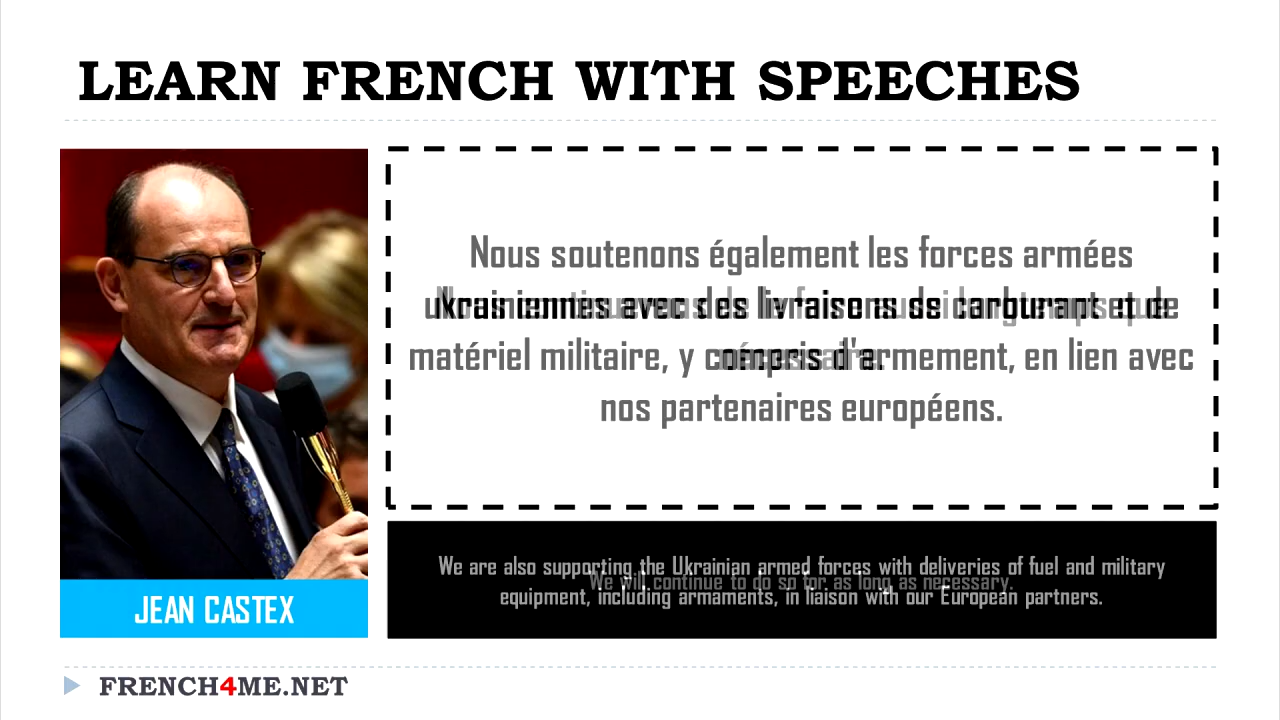 LEARN FRENCH WITH SPEECHES
Nous soutenons également les forces armées
ukrainiennes avec des livraisons de carburant et de
matériel militaire, y compris d'armement, en lien avec
nos partenaires européens.
We are also supporting the Ukrainian armed forces with deliveries of fuel and military
We will continue to do so for as long as necessary.
equipment, including armaments, in liaison with our European partners.
JEAN CASTEX
FRENCH4ME.NET